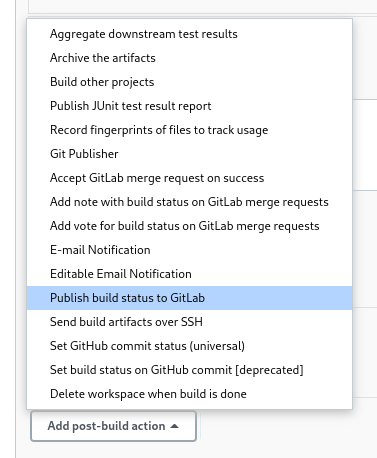 Aggregate downstream test results
Archive the artifacts
Build other projects
Publish JUnit test result report
Record fingerprints of files to track usage
Git Publisher
Accept GitLab merge request on success
Add note with build status on GitLab merge requests
Add vote for build status on GitLab merge requests
E-mail Notification
Editable Email Notification
Publish build status to GitLab
Send build artifacts over SSH
Set GitHub commit status (universal)
Set build status on GitHub commit [deprecated]
Delete workspace when build is done
Add post-build action